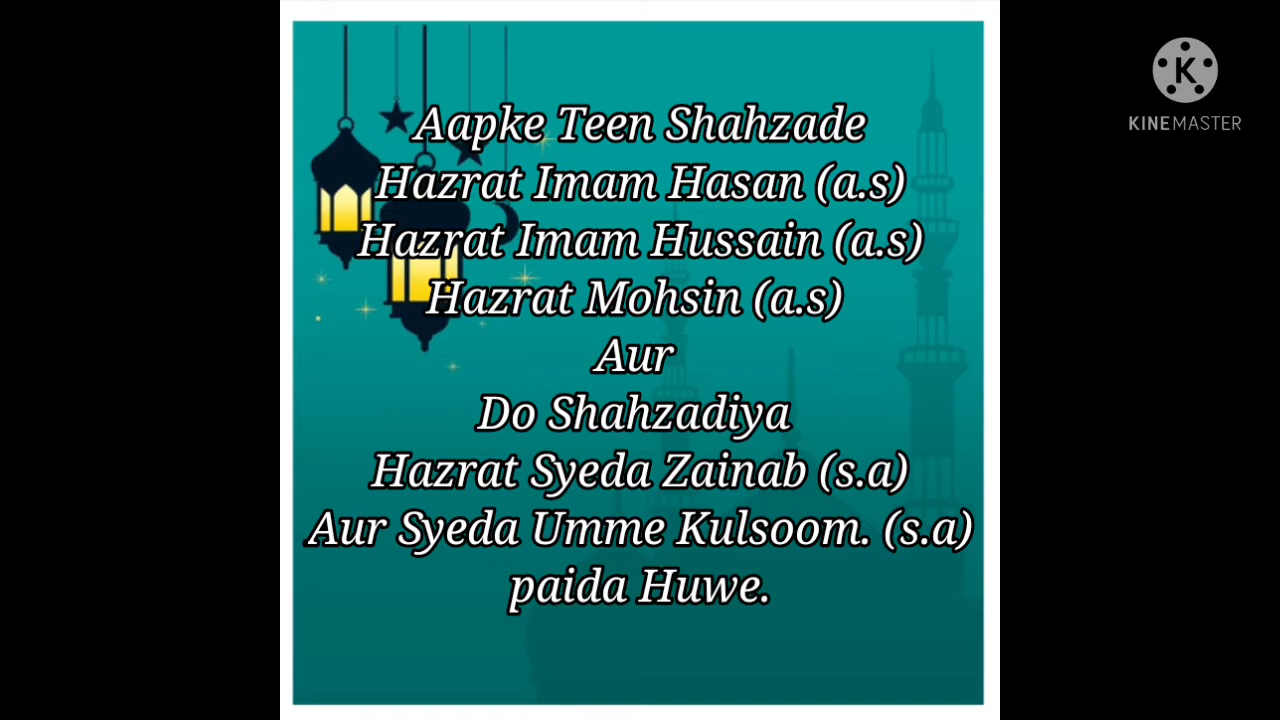 Aapke Teen Shahzade
Hazrat Imam Hasan (a.s)
Hazrat Imam Hussain (a.s)
Hazrat Mohsin (a.s)
Aur
Do Shahzadiya
Hazrat Syeda Zainab (s.a)
Aur Syeda Umme Kulsoom. (s.a)
paida Huwe.
K
KINEMASTER